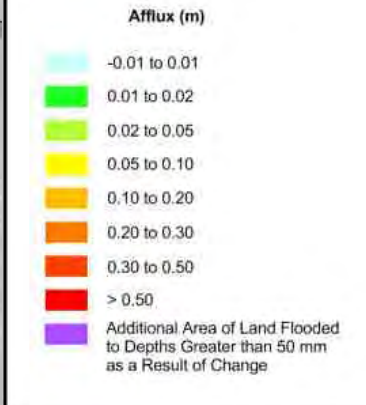 Afflux (m)
-0.01 to 0.01
0.01 to 0.02
0.02 to 0.05
0.05 to 0.10
0.10 to 0.20
0.20 to 0.30
0.30 to 0.50
> 0.50
Additional Area of Land Flooded
to Depths Greater than 50 mm
as a Result of Change